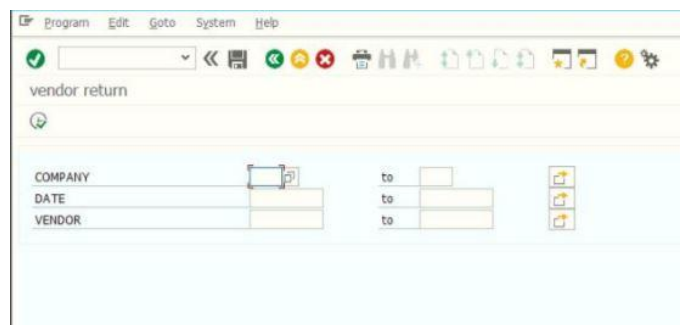 Program Edit Goto System Help
vendor return
COMPANY to
DATE to
VENDOR to